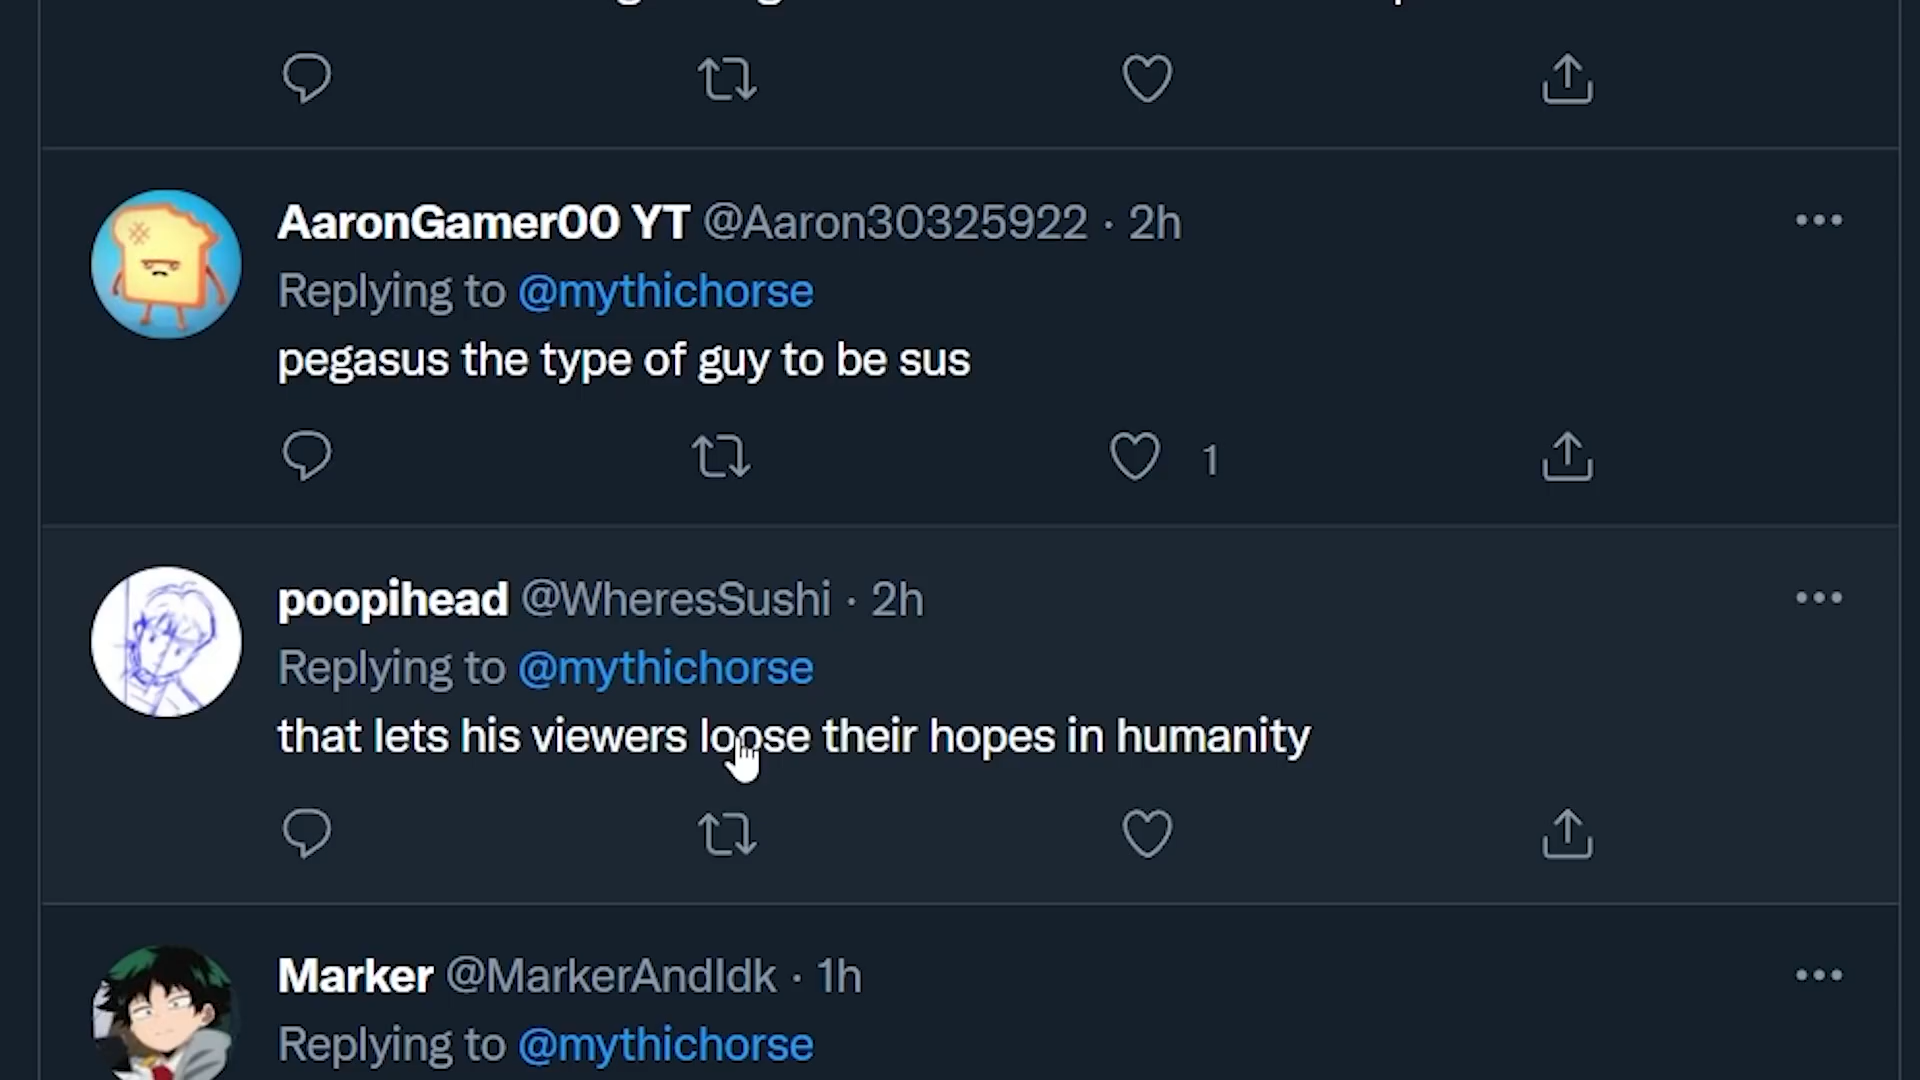 AaronGamer00 YT @Aaron30325922 · 2h
Replying to @mythichorse
pegasus the type of guy to be sus
1
poopihead @WheresSushi · 2h
Replying to @mythichorse
that lets his viewers loose their hopes in humanity
Marker @MarkerAndIdk · 1h
Replying to @mythichorse